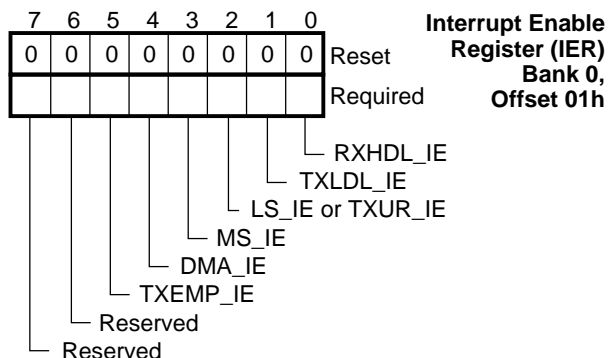 7 6 5 4 3 2 1 0
0 0 0 0 0 0 0 0 Reset
Required
Interrupt Enable
Register (IER)
Bank 0,
Offset 01h
RXHDL_IE
TXLDL_IE
LS_IE or TXUR_IE
MS_IE
DMA_IE
TXEMP_IE
Reserved
Reserved